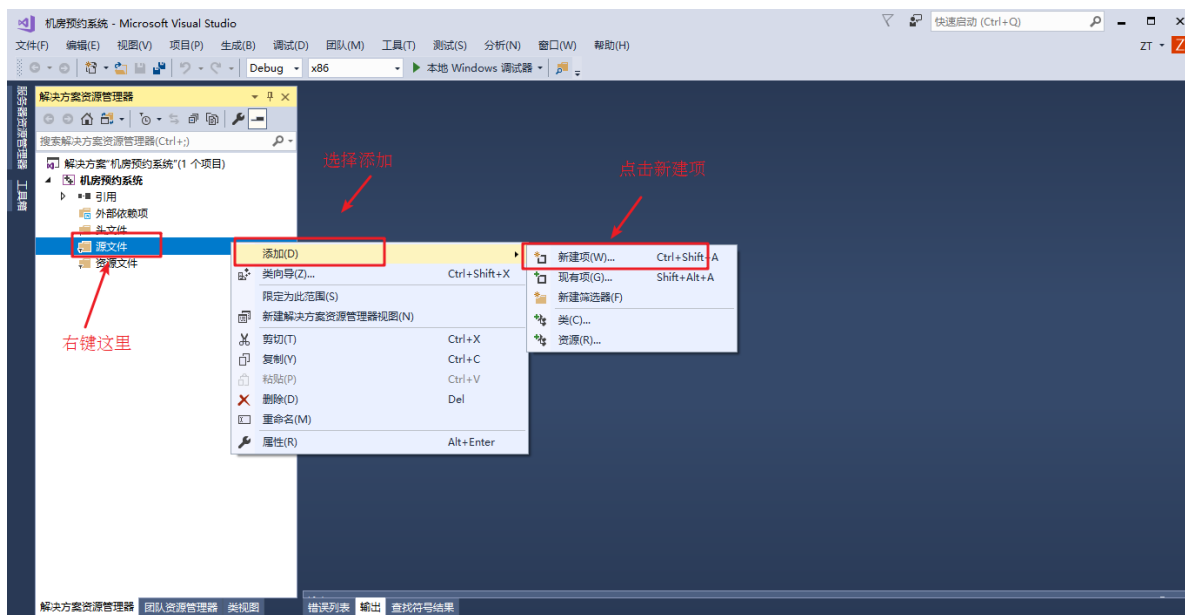 机房预约系统 - Microsoft Visual Studio
快速启动 (Ctrl+Q)
文件(F) 编辑(E) 视图(V) 项目(P) 生成(B) 调试(D) 团队(M) 工具(T) 测试(S) 分析(N) 窗口(W) 帮助(H)
ZT
Z
Debug x86 本地 Windows 调试器
服务器资源管理器
工具箱
解决方案资源管理器
搜索解决方案资源管理器(Ctrl+;)
解决方案"机房预约系统"(1 个项目)
机房预约系统
引用
外部依赖项
头文件
源文件
资源文件
右键这里
选择添加
点击新建项
添加(D)
类向导(Z)... Ctrl+Shift+X
限定为此范围(S)
新建解决方案资源管理器视图(N)
剪切(T) Ctrl+X
复制(Y) Ctrl+C
粘贴(P) Ctrl+V
删除(D) Del
重命名(M)
属性(R) Alt+Enter
新建项(W)... Ctrl+Shift+A
现有项(G)... Shift+Alt+A
新建筛选器(F)
类(C)...
资源(R)...
解决方案资源管理器 团队资源管理器 类视图
错误列表 输出 查找符号结果